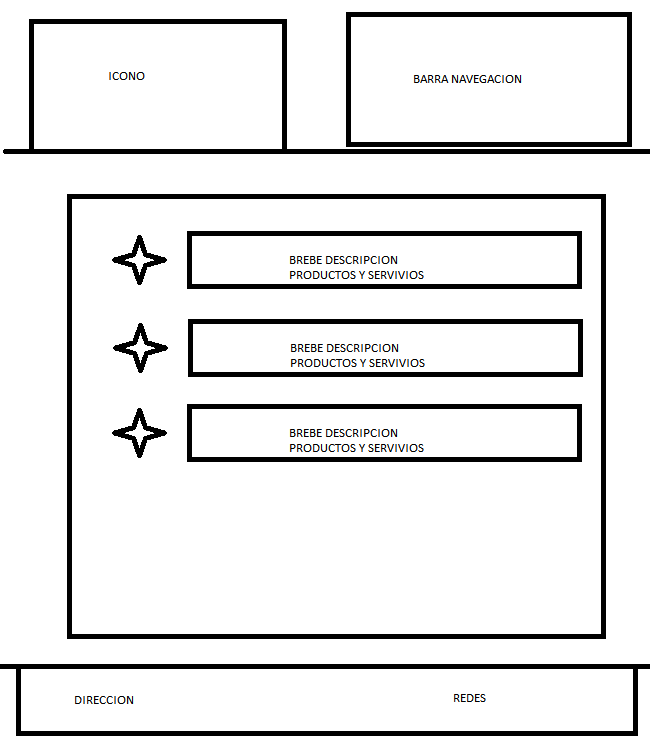 ICONO
BARRA NAVEGACION
BREBE DESCRIPCION
PRODUCTOS Y SERVIVIOS
BREBE DESCRIPCION
PRODUCTOS Y SERVIVIOS
BREBE DESCRIPCION
PRODUCTOS Y SERVIVIOS
DIRECCION
REDES